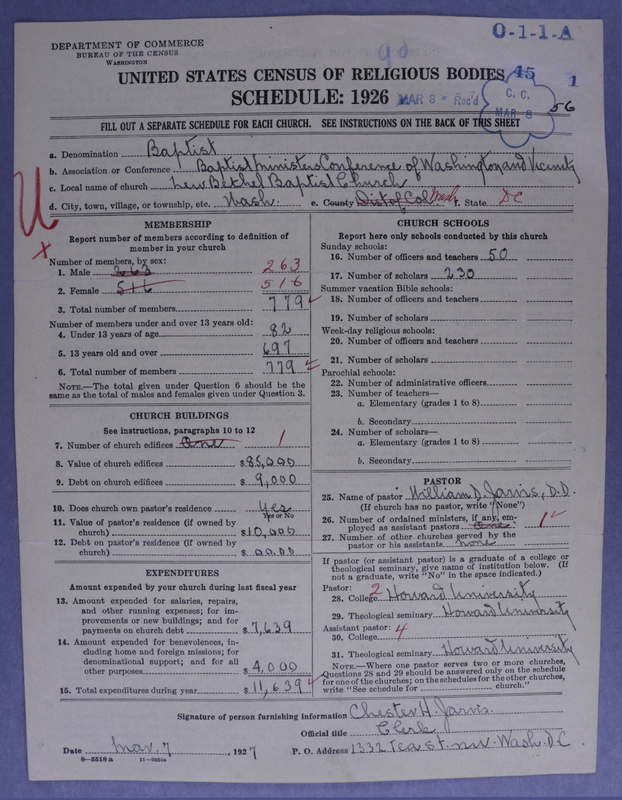 DEPARTMENT OF COMMERCE
BUREAU OF THE CENSUS
WASHINGTON
O-1-1-A
UNITED STATES CENSUS OF RELIGIOUS BODIES
45
1
SCHEDULE: 1926
MAR 8 - Rec'd
C. C.
MAR 8
56
FILL OUT A SEPARATE SCHEDULE FOR EACH CHURCH. SEE INSTRUCTIONS ON THE BACK OF THIS SHEET
a. Denomination Baptist
b. Association or Conference Baptist Ministers Conference of Washington and Vicinity
c. Local name of church New Bethel Baptist Church
d. City, town, village, or township, etc. Wash. e. County Dist of Col f. State DC
MEMBERSHIP
Report number of members according to definition of
member in your church
Number of members, by sex:
1. Male 263 263
2. Female 516 516
3. Total number of members 779
Number of members under and over 13 years old:
4. Under 13 years of age 82
5. 13 years old and over 697
6. Total number of members 779
NOTE.—The total given under Question 6 should be the
same as the total of males and females given under Question 3.
CHURCH BUILDINGS
See instructions, paragraphs 10 to 12
7. Number of church edifices One 1
8. Value of church edifices $85,000
9. Debt on church edifices $ 9,000
10. Does church own pastor's residence Yes
Yes or No
11. Value of pastor's residence (if owned by
church) $10,000
12. Debt on pastor's residence (if owned by
church) $ 00.00
EXPENDITURES
Amount expended by your church during last fiscal year
13. Amount expended for salaries, repairs,
and other running expenses; for im-
provements or new buildings; and for
payments on church debt $7,639
14. Amount expended for benevolences, in-
cluding home and foreign missions; for
denominational support; and for all
other purposes $4,000
15. Total expenditures during year $11,639
CHURCH SCHOOLS
Report here only schools conducted by this church
Sunday schools:
16. Number of officers and teachers 50
17. Number of scholars 230
Summer vacation Bible schools:
18. Number of officers and teachers
19. Number of scholars
Week-day religious schools:
20. Number of officers and teachers
21. Number of scholars
Parochial schools:
22. Number of administrative officers
23. Number of teachers—
a. Elementary (grades 1 to 8)
b. Secondary
24. Number of scholars—
a. Elementary (grades 1 to 8)
b. Secondary
PASTOR
25. Name of pastor William D. Jarvis, D.D.
(If church has no pastor, write "None")
26. Number of ordained ministers, if any, em-
ployed as assistant pastors One 1
27. Number of other churches served by the
pastor or his assistants none
If pastor (or assistant pastor) is a graduate of a college or
theological seminary, give name of institution below. (If
not a graduate, write "No" in the space indicated.)
Pastor:
28. College 2 Howard University
29. Theological seminary Howard University
Assistant pastor: 4
30. College
31. Theological seminary Howard University
NOTE.—Where one pastor serves two or more churches,
Questions 28 and 29 should be answered only on the schedule
for one of the churches; on the schedules for the other churches,
write "See schedule for church."
Signature of person furnishing information Chester H. Jarvis.
Official title Clerk
Date Mar. 7, 1927 P. O. Address 1332 Tea st. nw. Wash. D.C
8—5518 a